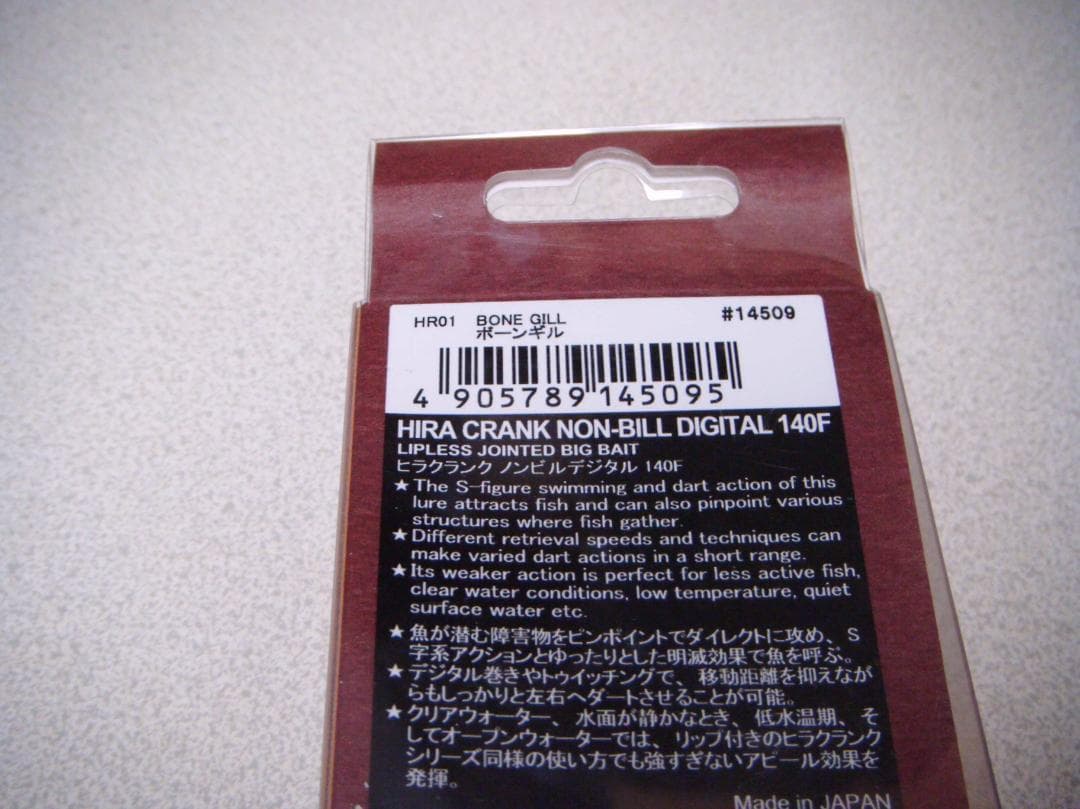 HR01 BONE GILL #14509
ボーンギル
4 905789 145095
HIRA CRANK NON-BILL DIGITAL 140F
LIPLESS JOINTED BIG BAIT
ヒラクランク ノンビルデジタル 140F
★The S-figure swimming and dart action of this
lure attracts fish and can also pinpoint various
structures where fish gather.
★Different retrieval speeds and techniques can
make varied dart actions in a short range.
★Its weaker action is perfect for less active fish,
clear water conditions, low temperature, quiet
surface water etc.
★魚が潜む障害物をピンポイントでダイレクトに攻め、S
字系アクションとゆったりとした明滅効果で魚を呼ぶ。
★デジタル巻きやトゥイッチングで、移動距離を抑えなが
らもしっかりと左右へダートさせることが可能。
★クリアウォーター、水面が静かなとき、低水温期、そ
してオープンウォーターでは、リップ付きのヒラクランク
シリーズ同様の使い方でも強すぎないアピール効果を
発揮。
Made in JAPAN